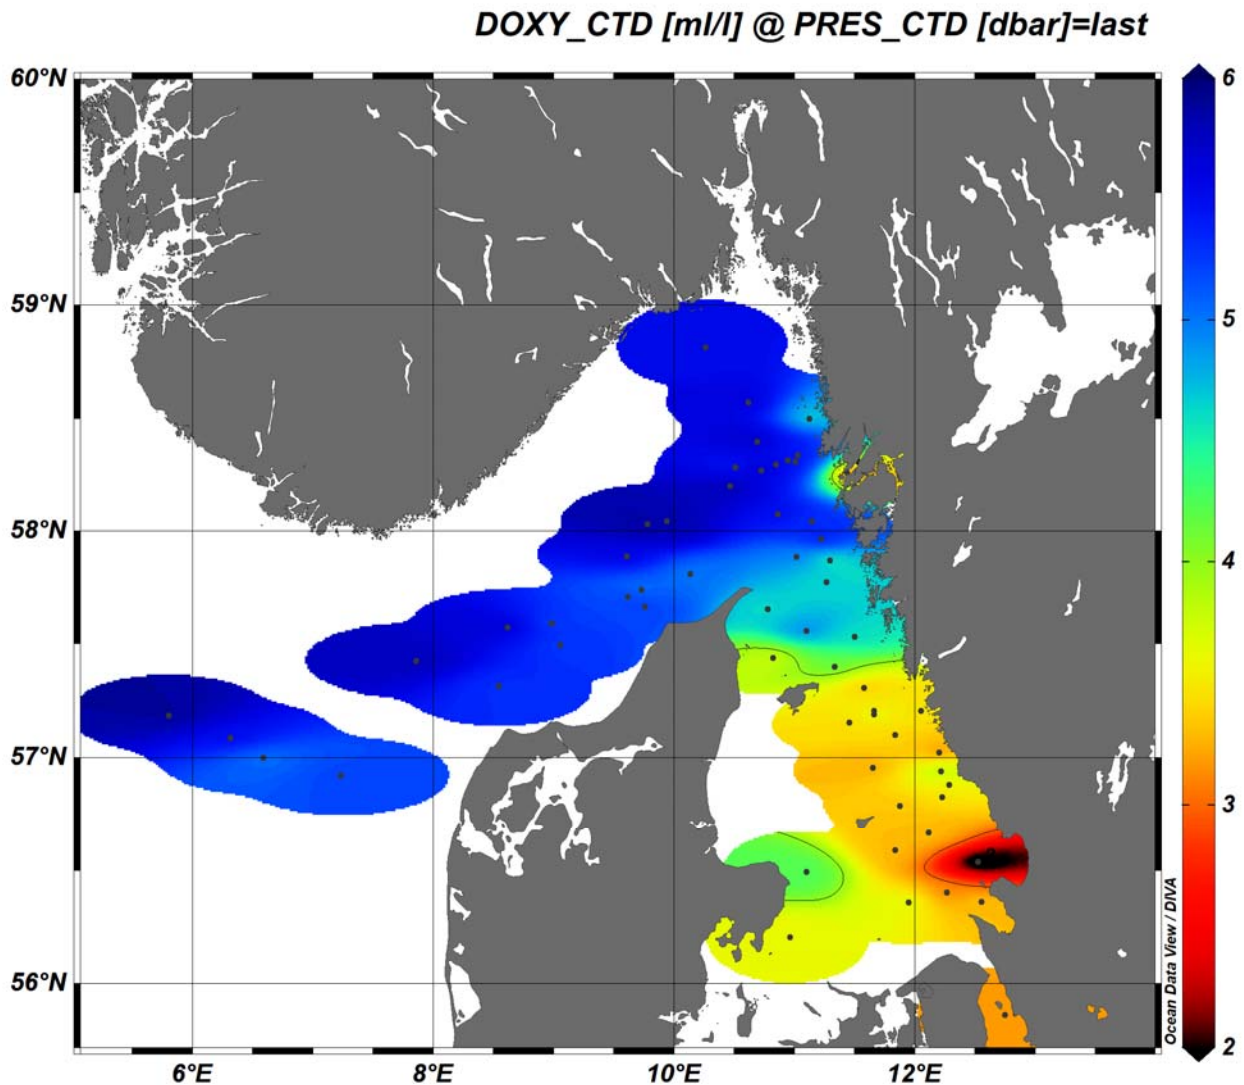 DOXY_CTD [ml/l] @ PRES_CTD [dbar]=last
60°N
59°N
58°N
57°N
56°N
6°E
8°E
10°E
12°E
6
5
4
3
2
Ocean Data View / DIVA